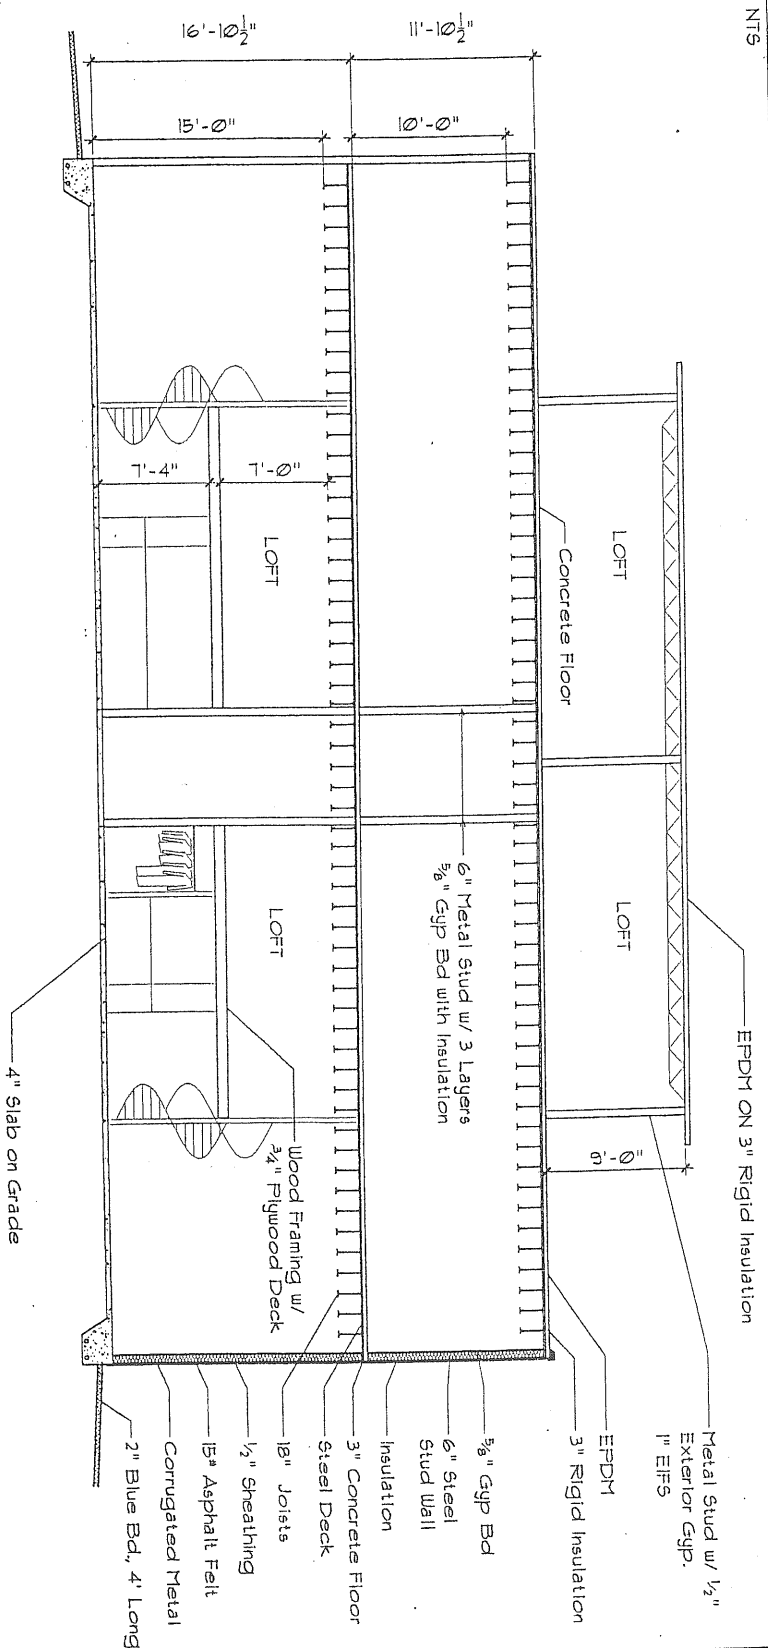 NTS
EPDM ON 3" Rigid Insulation
Metal Stud w/ ½"
Exterior Gyp.
1" EIFS
9'-0"
LOFT
LOFT
EPDM
3" Rigid Insulation
Concrete Floor
11'-10½"
10'-0"
6" Metal Stud w/ 3 Layers
⅝" Gyp Bd with Insulation
⅝" Gyp Bd
6" Steel
Stud Wall
Insulation
3" Concrete Floor
Steel Deck
18" Joists
½" Sheathing
15# Asphalt Felt
Corrugated Metal
2" Blue Bd., 4' Long
16'-10½"
15'-0"
7'-0"
7'-4"
LOFT
LOFT
Wood Framing w/
¾" Plywood Deck
4" Slab on Grade